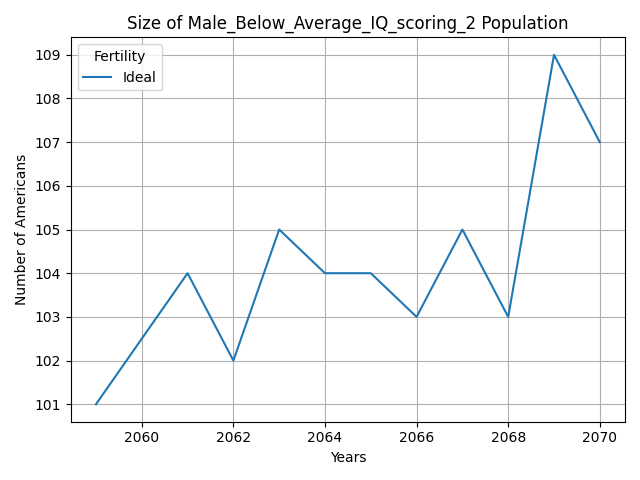 Size of Male_Below_Average_IQ_scoring_2 Population
Fertility
Ideal
Number of Americans
109
108
107
106
105
104
103
102
101
2060 2062 2064 2066 2068 2070
Years